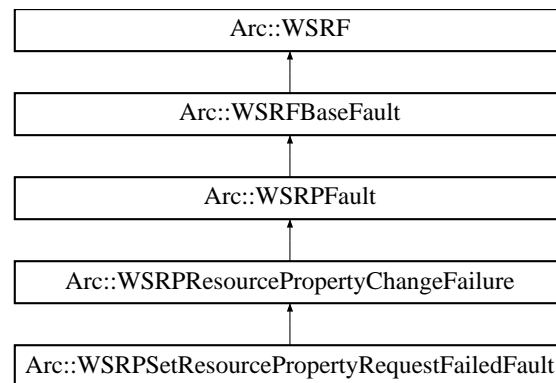 Arc::WSRF
Arc::WSRFBaseFault
Arc::WSRPFault
Arc::WSRPResourcePropertyChangeFailure
Arc::WSRPSetResourcePropertyRequestFailedFault